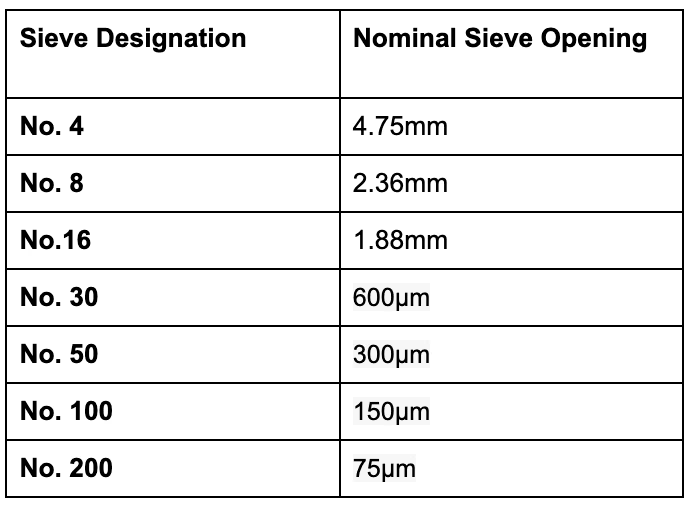 Sieve Designation Nominal Sieve Opening
No. 4 4.75mm
No. 8 2.36mm
No.16 1.88mm
No. 30 600µm
No. 50 300µm
No. 100 150µm
No. 200 75µm